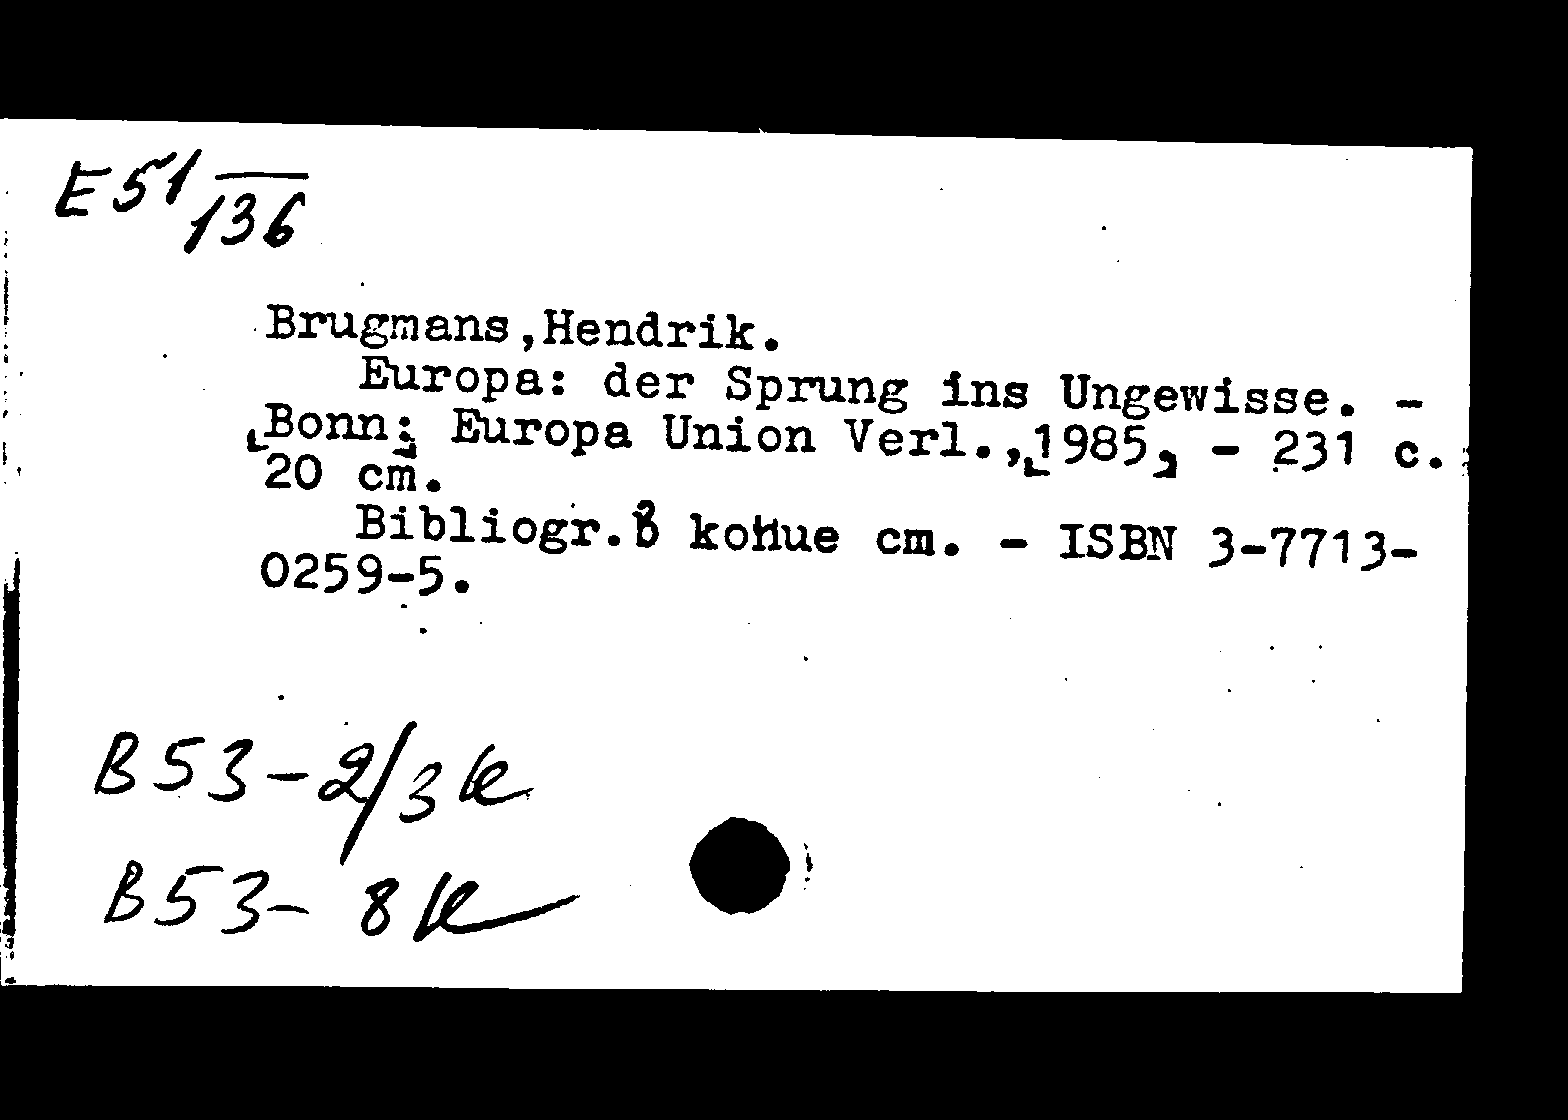 E51/136
Brugmans,Hendrik.
Europa: der Sprung ins Ungewisse. -
[Bonn]: Europa Union Verl.,[1985]. - 231 с.
20 cm.
Bibliogr.в конце ст. - ISBN 3-7713-
0259-5.
B53-2/3k
B53-8k